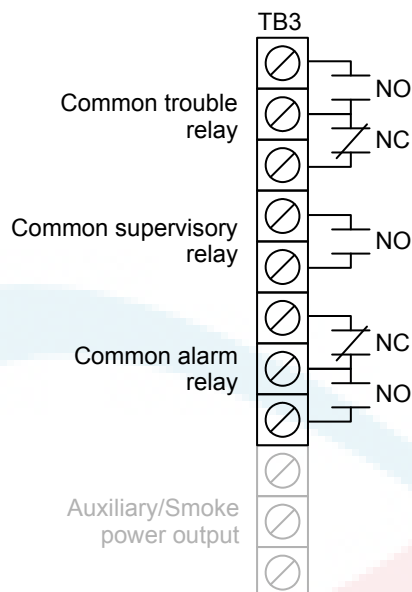 TB3
Common trouble
relay
NO
NC
Common supervisory
relay
NO
Common alarm
relay
NC
NO
Auxiliary/Smoke
power output